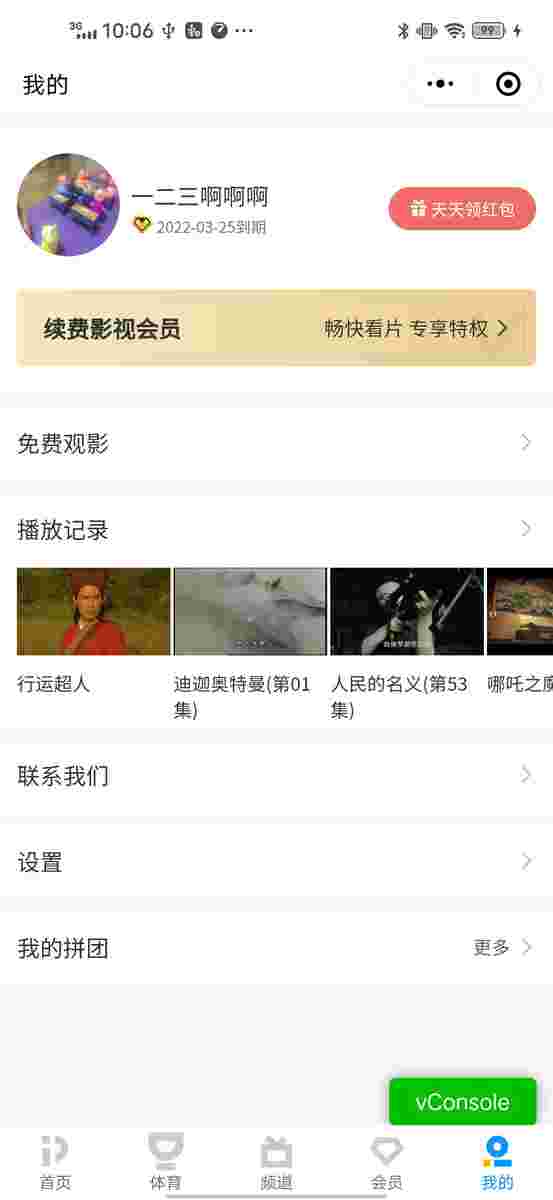 3G 10:06 99
我的
一二三啊啊啊
2022-03-25到期
天天领红包
续费影视会员
畅快看片 专享特权
免费观影
播放记录
行运超人
迪迦奥特曼(第01
集)
人民的名义(第53
集)
哪吒之魔
联系我们
设置
我的拼团
更多
vConsole
首页
体育
频道
会员
我的